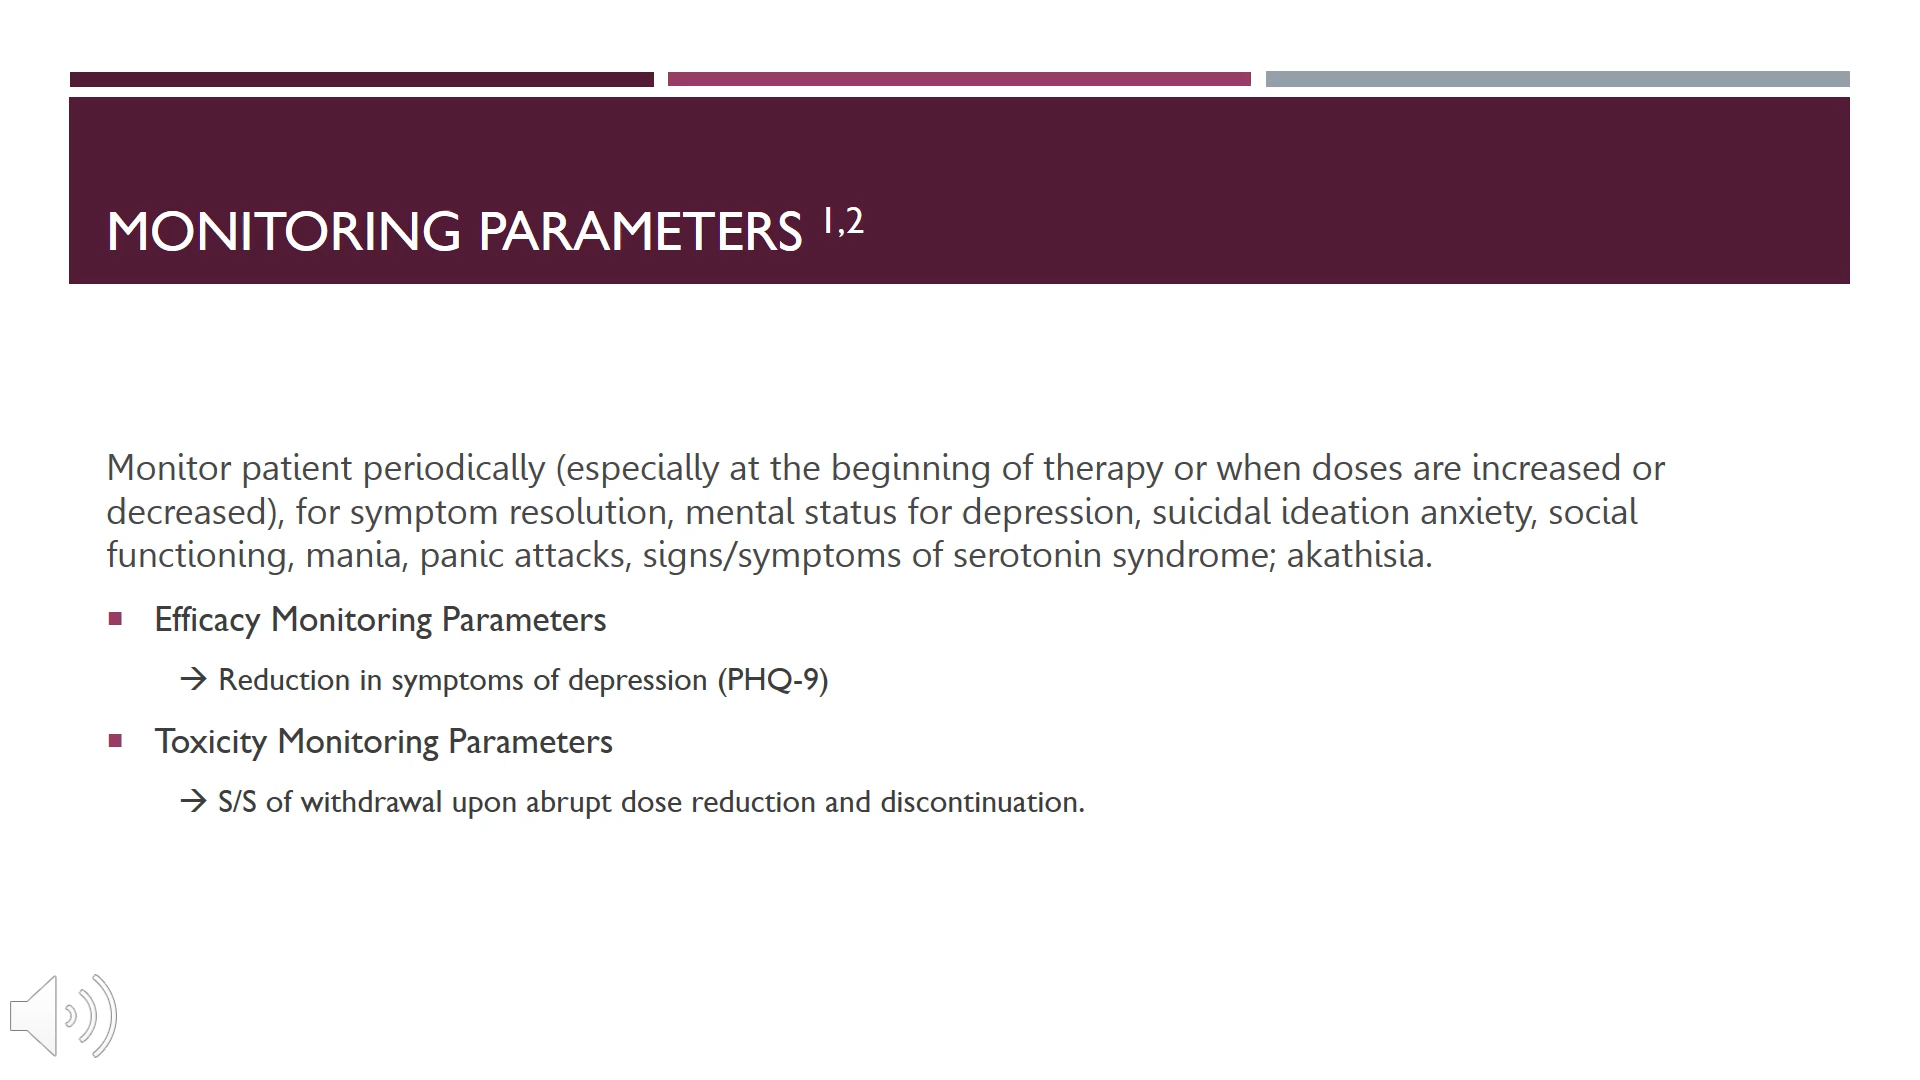 MONITORING PARAMETERS 1,2
Monitor patient periodically (especially at the beginning of therapy or when doses are increased or
decreased), for symptom resolution, mental status for depression, suicidal ideation anxiety, social
functioning, mania, panic attacks, signs/symptoms of serotonin syndrome; akathisia.
▪ Efficacy Monitoring Parameters
→ Reduction in symptoms of depression (PHQ-9)
▪ Toxicity Monitoring Parameters
→ S/S of withdrawal upon abrupt dose reduction and discontinuation.